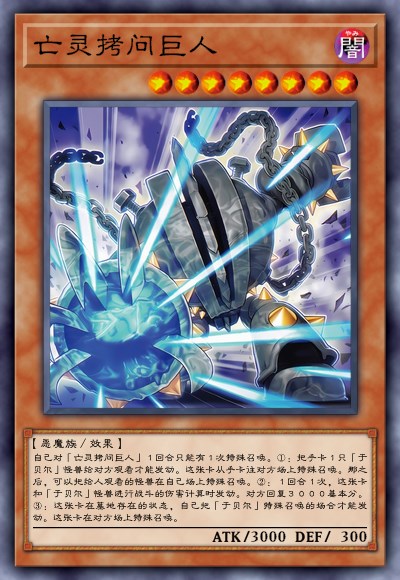 亡灵拷问巨人
やみ
闇
【恶魔族／效果】
自己对「亡灵拷问巨人」1回合只能有1次特殊召唤。①：把手卡1只「于
贝尔」怪兽给对方观看才能发动。这张卡从手卡往对方场上特殊召唤。那之
后，可以把给人观看的怪兽在自己场上特殊召唤。②：1回合1次，这张卡
和「于贝尔」怪兽进行战斗的伤害计算时发动。对方回复3000基本分。
③：这张卡在墓地存在的状态，自己把「于贝尔」特殊召唤的场合才能发
动。这张卡在对方场上特殊召唤。
ATK/3000 DEF/ 300